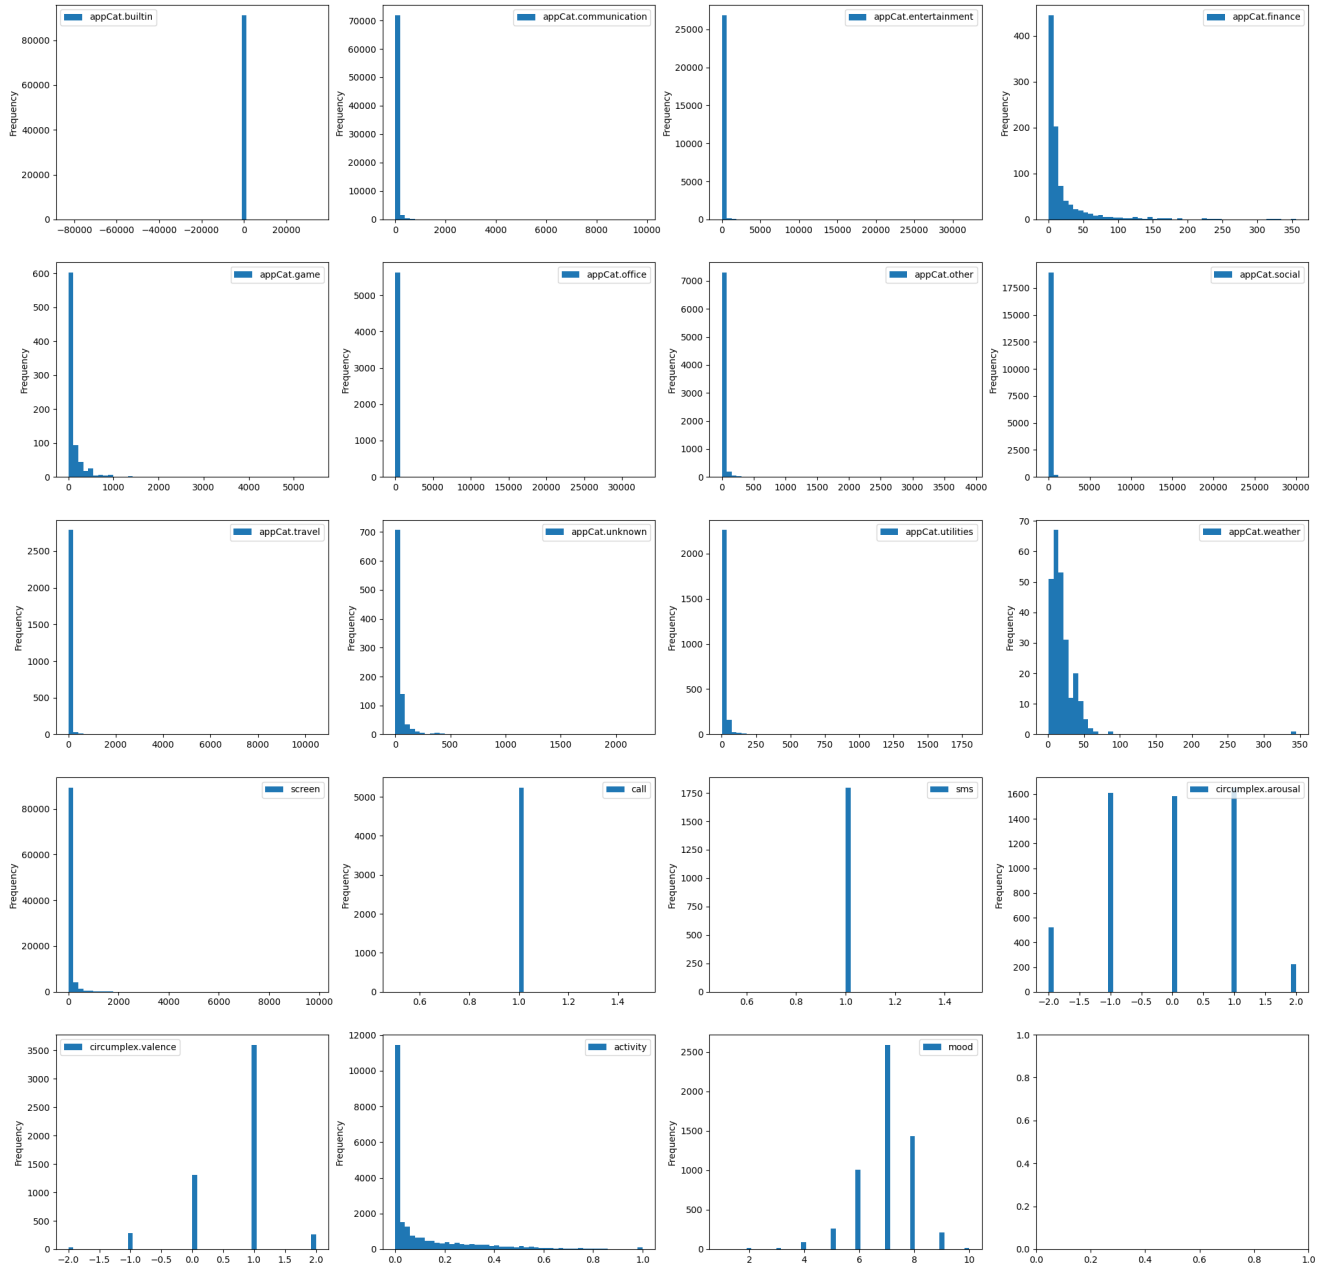 appCat.builtin
Frequency
80000
60000
40000
20000
0
−80000 −60000 −40000 −20000 0 20000
appCat.communication
Frequency
70000
60000
50000
40000
30000
20000
10000
0
0 2000 4000 6000 8000 10000
appCat.entertainment
Frequency
25000
20000
15000
10000
5000
0
0 5000 10000 15000 20000 25000 30000
appCat.finance
Frequency
400
300
200
100
0
0 50 100 150 200 250 300 350
appCat.game
Frequency
600
500
400
300
200
100
0
0 1000 2000 3000 4000 5000
appCat.office
Frequency
5000
4000
3000
2000
1000
0
0 5000 10000 15000 20000 25000 30000
appCat.other
Frequency
7000
6000
5000
4000
3000
2000
1000
0
0 500 1000 1500 2000 2500 3000 3500 4000
appCat.social
Frequency
17500
15000
12500
10000
7500
5000
2500
0
0 5000 10000 15000 20000 25000 30000
appCat.travel
Frequency
2500
2000
1500
1000
500
0
0 2000 4000 6000 8000 10000
appCat.unknown
Frequency
700
600
500
400
300
200
100
0
0 500 1000 1500 2000
appCat.utilities
Frequency
2000
1500
1000
500
0
0 250 500 750 1000 1250 1500 1750
appCat.weather
Frequency
70
60
50
40
30
20
10
0
0 50 100 150 200 250 300 350
screen
Frequency
80000
60000
40000
20000
0
0 2000 4000 6000 8000 10000
call
Frequency
5000
4000
3000
2000
1000
0
0.6 0.8 1.0 1.2 1.4
sms
Frequency
1750
1500
1250
1000
750
500
250
0
0.6 0.8 1.0 1.2 1.4
circumplex.arousal
Frequency
1600
1400
1200
1000
800
600
400
200
0
−2.0 −1.5 −1.0 −0.5 0.0 0.5 1.0 1.5 2.0
circumplex.valence
Frequency
3500
3000
2500
2000
1500
1000
500
0
−2.0 −1.5 −1.0 −0.5 0.0 0.5 1.0 1.5 2.0
activity
Frequency
12000
10000
8000
6000
4000
2000
0
0.0 0.2 0.4 0.6 0.8 1.0
mood
Frequency
2500
2000
1500
1000
500
0
2 4 6 8 10
1.0
0.8
0.6
0.4
0.2
0.0
0.0 0.2 0.4 0.6 0.8 1.0